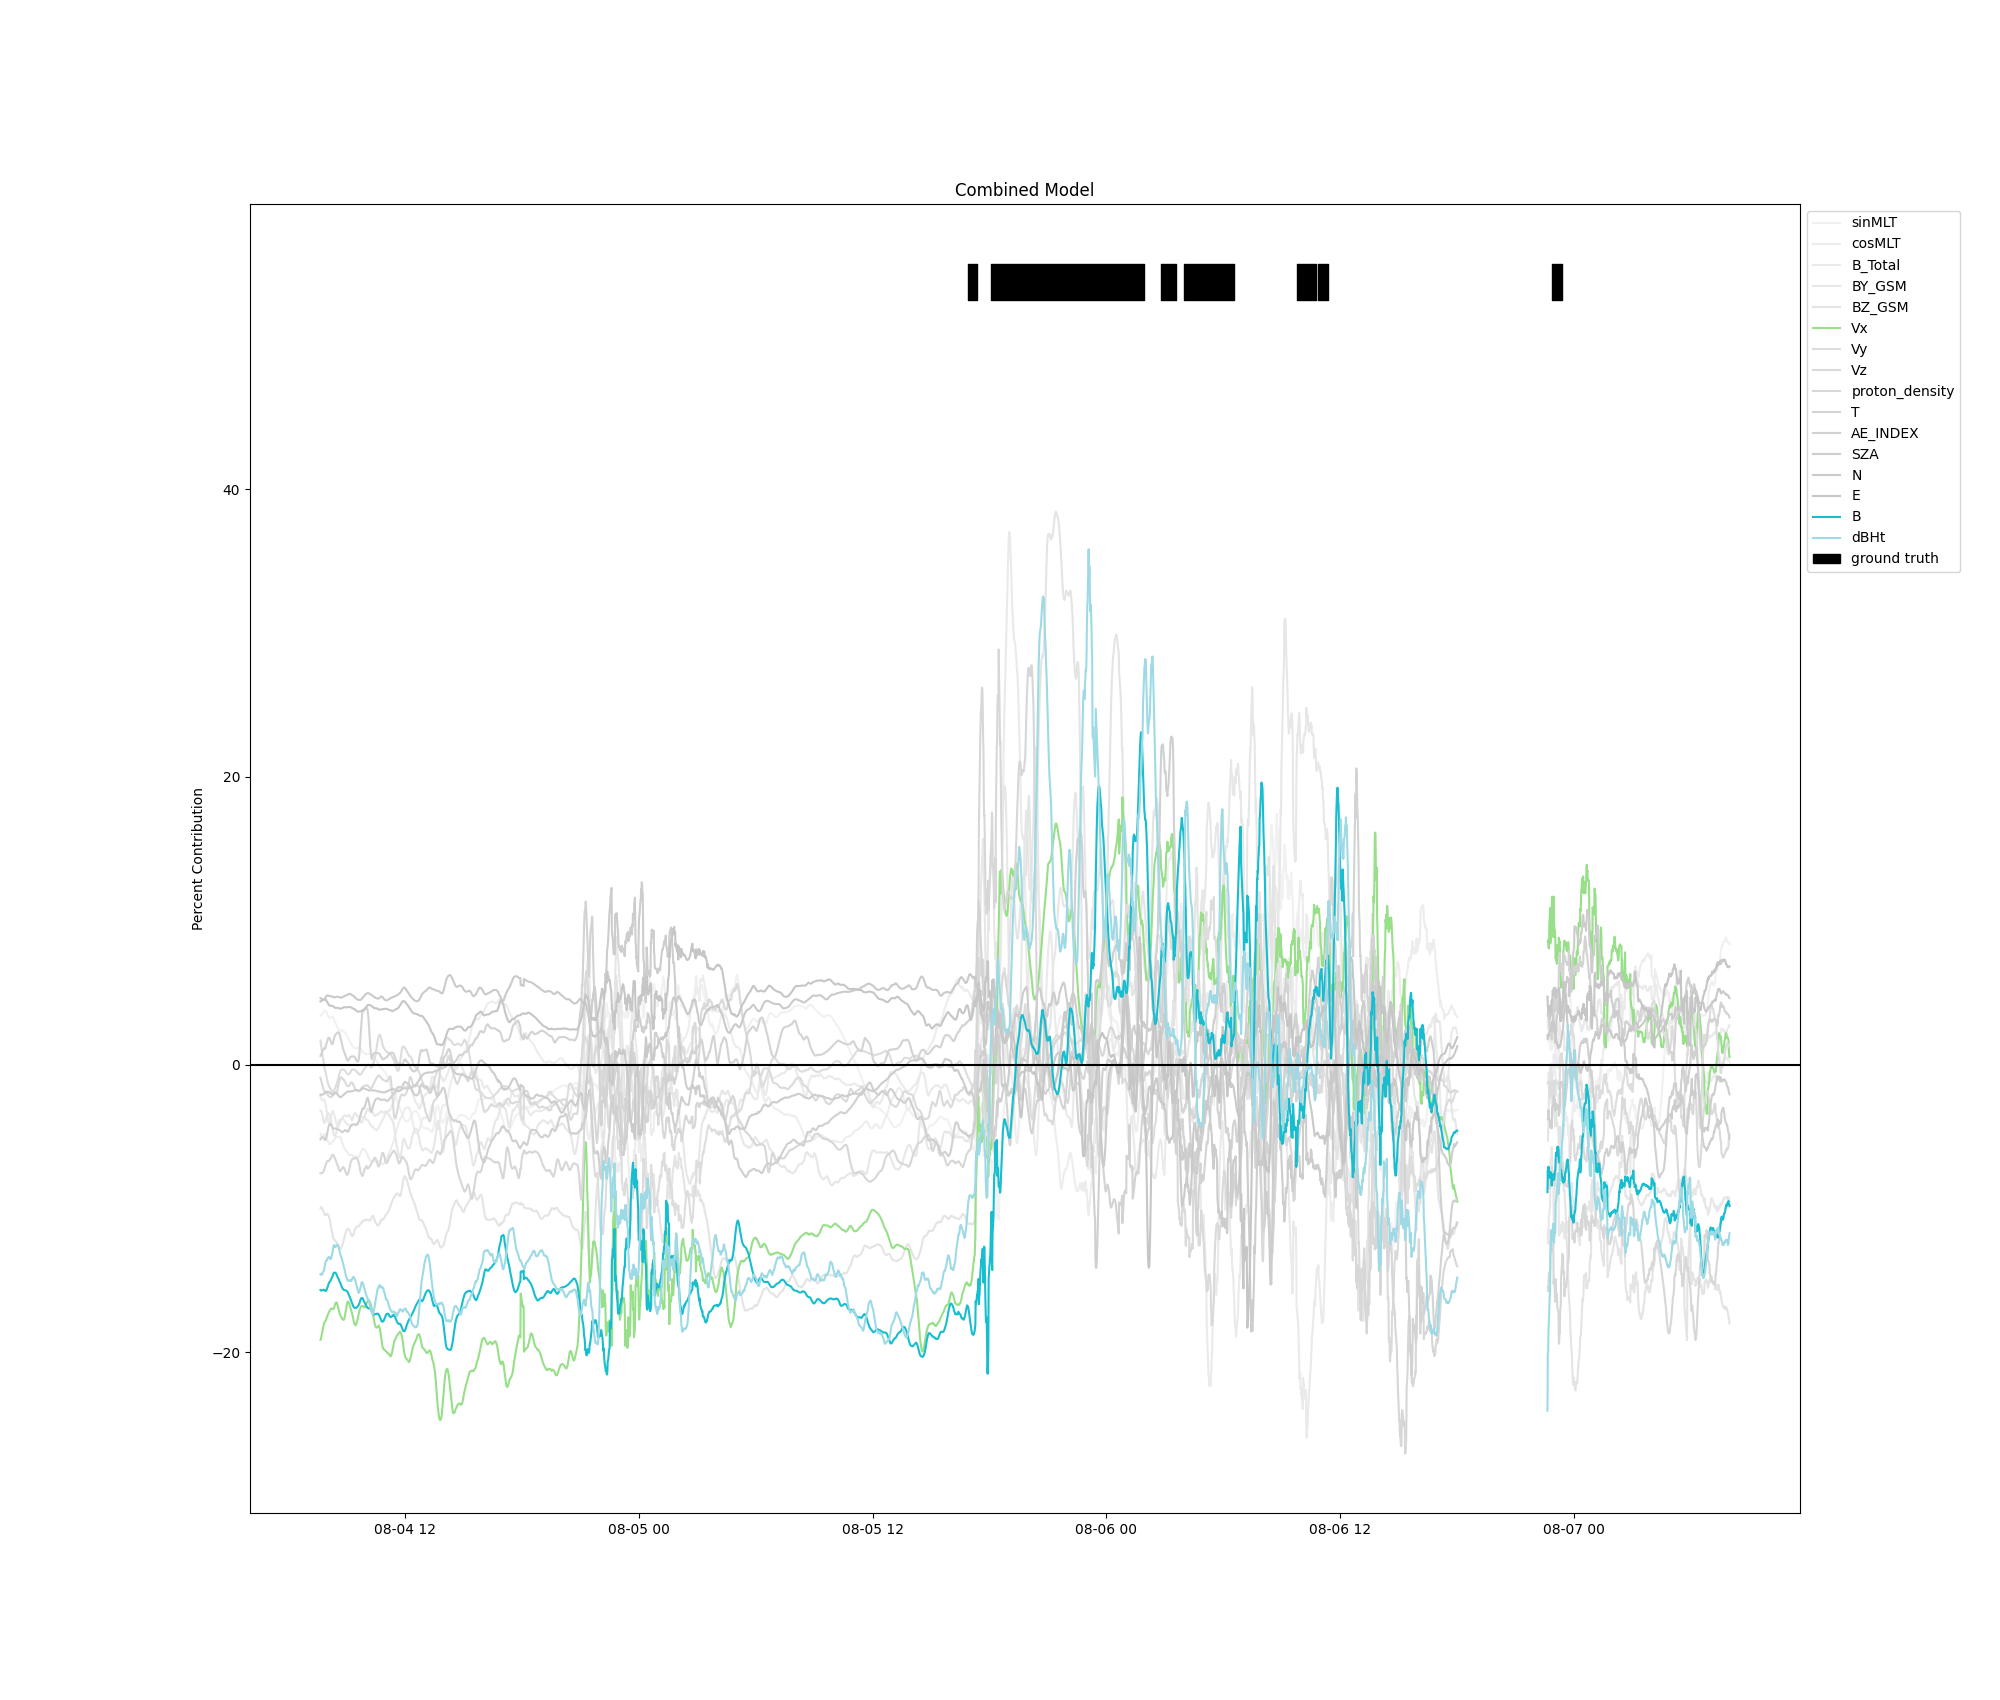 Combined Model
sinMLT
cosMLT
B_Total
BY_GSM
BZ_GSM
Vx
Vy
Vz
proton_density
T
AE_INDEX
SZA
N
E
B
dBHt
ground truth
Percent Contribution
40
20
0
−20
08-04 12
08-05 00
08-05 12
08-06 00
08-06 12
08-07 00